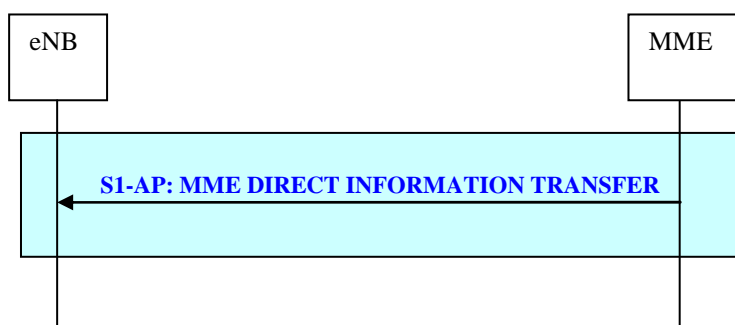 eNB
MME
S1-AP: MME DIRECT INFORMATION TRANSFER